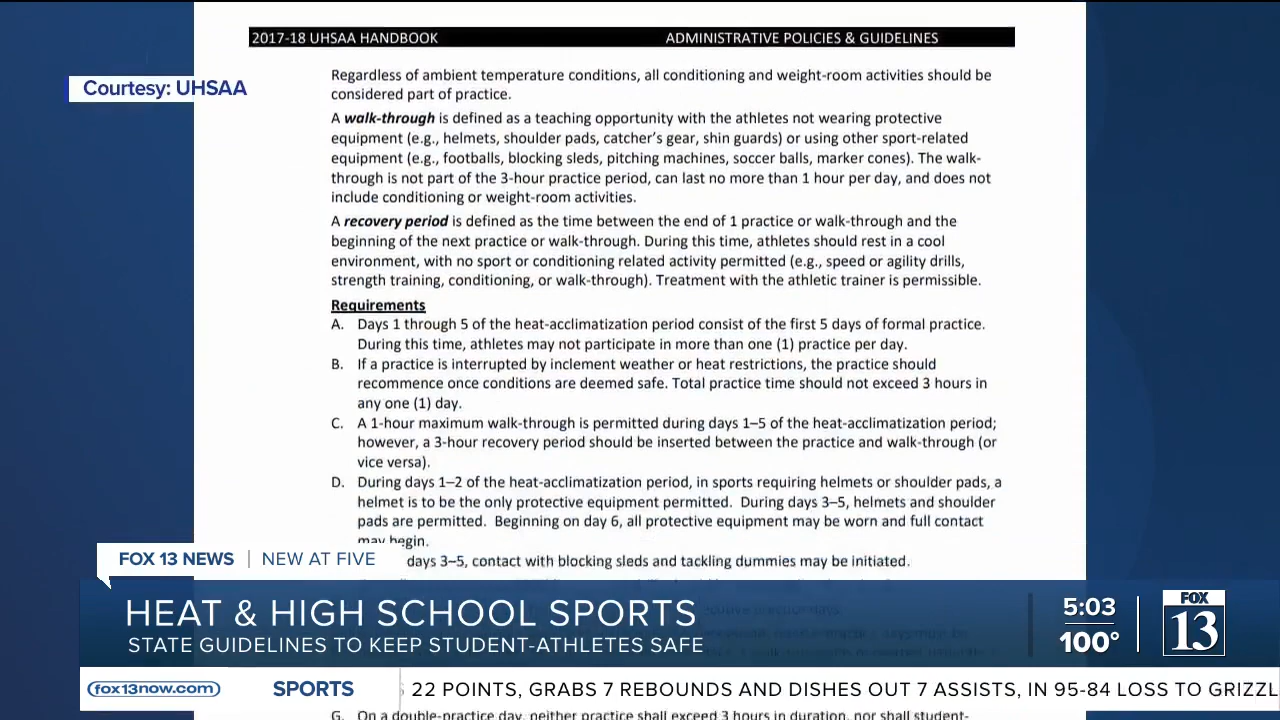 2017-18 UHSAA HANDBOOK ADMINISTRATIVE POLICIES & GUIDELINES
Courtesy: UHSAA
Regardless of ambient temperature conditions, all conditioning and weight-room activities should be
considered part of practice.
A walk-through is defined as a teaching opportunity with the athletes not wearing protective
equipment (e.g., helmets, shoulder pads, catcher's gear, shin guards) or using other sport-related
equipment (e.g., footballs, blocking sleds, pitching machines, soccer balls, marker cones). The walk-
through is not part of the 3-hour practice period, can last no more than 1 hour per day, and does not
include conditioning or weight-room activities.
A recovery period is defined as the time between the end of 1 practice or walk-through and the
beginning of the next practice or walk-through. During this time, athletes should rest in a cool
environment, with no sport or conditioning related activity permitted (e.g., speed or agility drills,
strength training, conditioning, or walk-through). Treatment with the athletic trainer is permissible.
Requirements
A. Days 1 through 5 of the heat-acclimatization period consist of the first 5 days of formal practice.
During this time, athletes may not participate in more than one (1) practice per day.
B. If a practice is interrupted by inclement weather or heat restrictions, the practice should
recommence once conditions are deemed safe. Total practice time should not exceed 3 hours in
any one (1) day.
C. A 1-hour maximum walk-through is permitted during days 1–5 of the heat-acclimatization period;
however, a 3-hour recovery period should be inserted between the practice and walk-through (or
vice versa).
D. During days 1–2 of the heat-acclimatization period, in sports requiring helmets or shoulder pads, a
helmet is to be the only protective equipment permitted. During days 3–5, helmets and shoulder
pads are permitted. Beginning on day 6, all protective equipment may be worn and full contact
may begin.
days 3–5, contact with blocking sleds and tackling dummies may be initiated.
FOX 13 NEWS | NEW AT FIVE
HEAT & HIGH SCHOOL SPORTS
STATE GUIDELINES TO KEEP STUDENT-ATHLETES SAFE
5:03
100°
FOX
13
fox13now.com SPORTS 22 POINTS, GRABS 7 REBOUNDS AND DISHES OUT 7 ASSISTS, IN 95-84 LOSS TO GRIZZL
G. On a double-practice day, neither practice shall exceed 3 hours in duration, nor shall student-